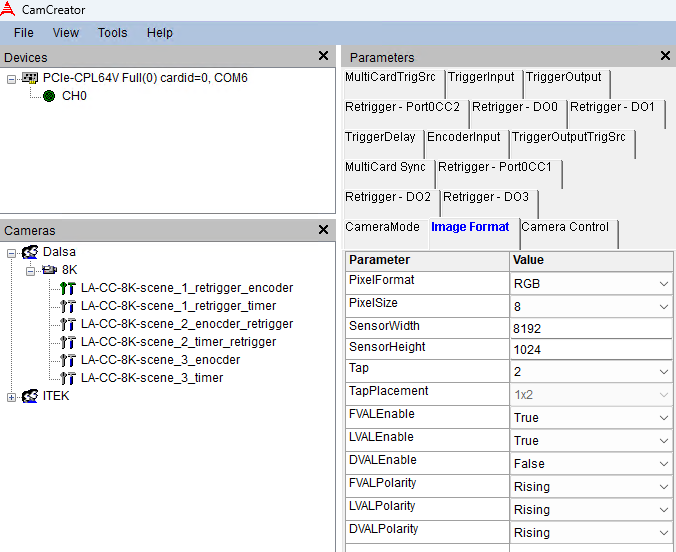 CamCreator
File View Tools Help
Devices
PCIe-CPL64V Full(0) cardid=0, COM6
CH0
Cameras
Dalsa
8K
LA-CC-8K-scene_1_retrigger_encoder
LA-CC-8K-scene_1_retrigger_timer
LA-CC-8K-scene_2_enocder_retrigger
LA-CC-8K-scene_2_timer_retrigger
LA-CC-8K-scene_3_enocder
LA-CC-8K-scene_3_timer
ITEK
Parameters
MultiCardTrigSrc TriggerInput TriggerOutput
Retrigger - Port0CC2 Retrigger - DO0 Retrigger - DO1
TriggerDelay EncoderInput TriggerOutputTrigSrc
MultiCard Sync Retrigger - Port0CC1
Retrigger - DO2 Retrigger - DO3
CameraMode Image Format Camera Control
Parameter Value
PixelFormat RGB
PixelSize 8
SensorWidth 8192
SensorHeight 1024
Tap 2
TapPlacement 1x2
FVALEnable True
LVALEnable True
DVALEnable False
FVALPolarity Rising
LVALPolarity Rising
DVALPolarity Rising